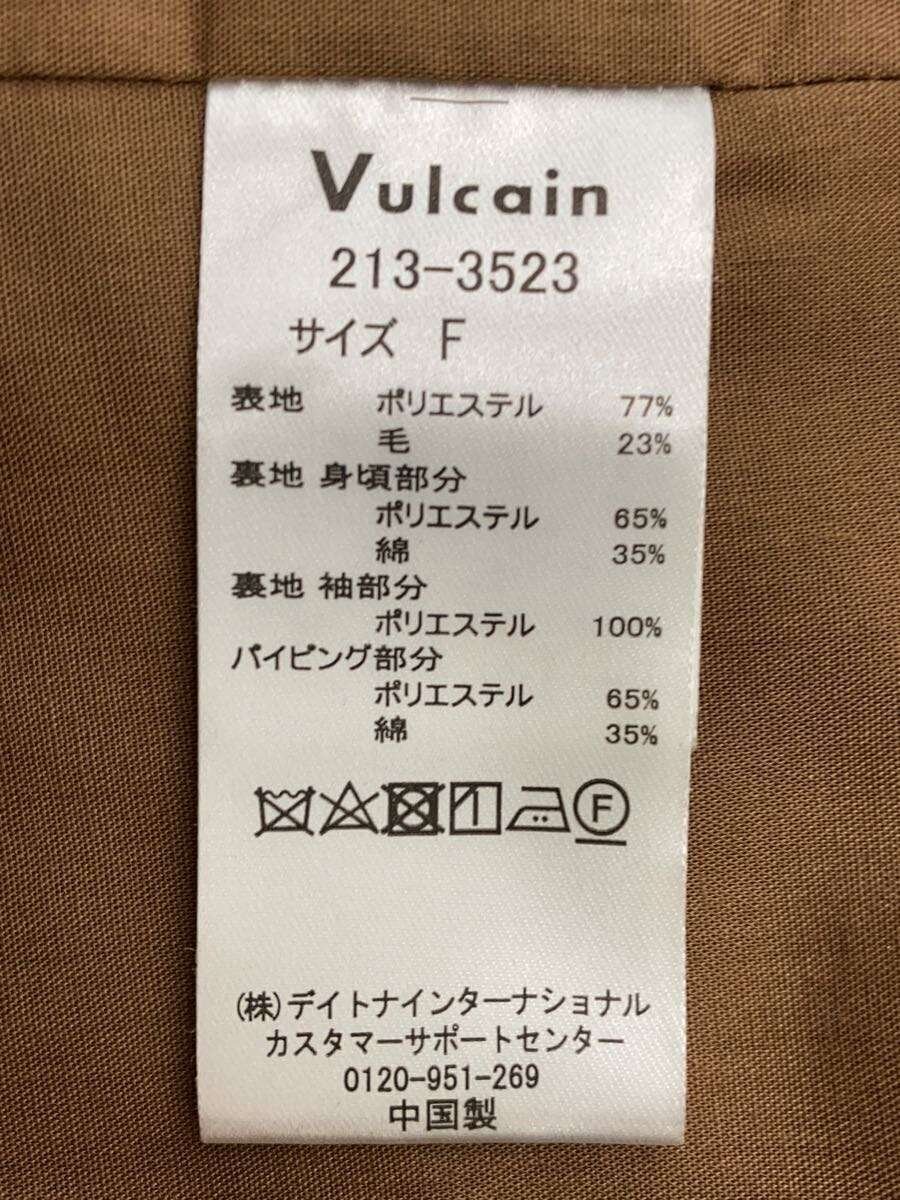 Vulcain
213-3523
サイズ F
表地 ポリエステル 77%
毛 23%
裏地 身頃部分
ポリエステル 65%
綿 35%
裏地 袖部分
ポリエステル 100%
パイピング部分
ポリエステル 65%
綿 35%
F
(株)デイトナインターナショナル
カスタマーサポートセンター
0120-951-269
中国製